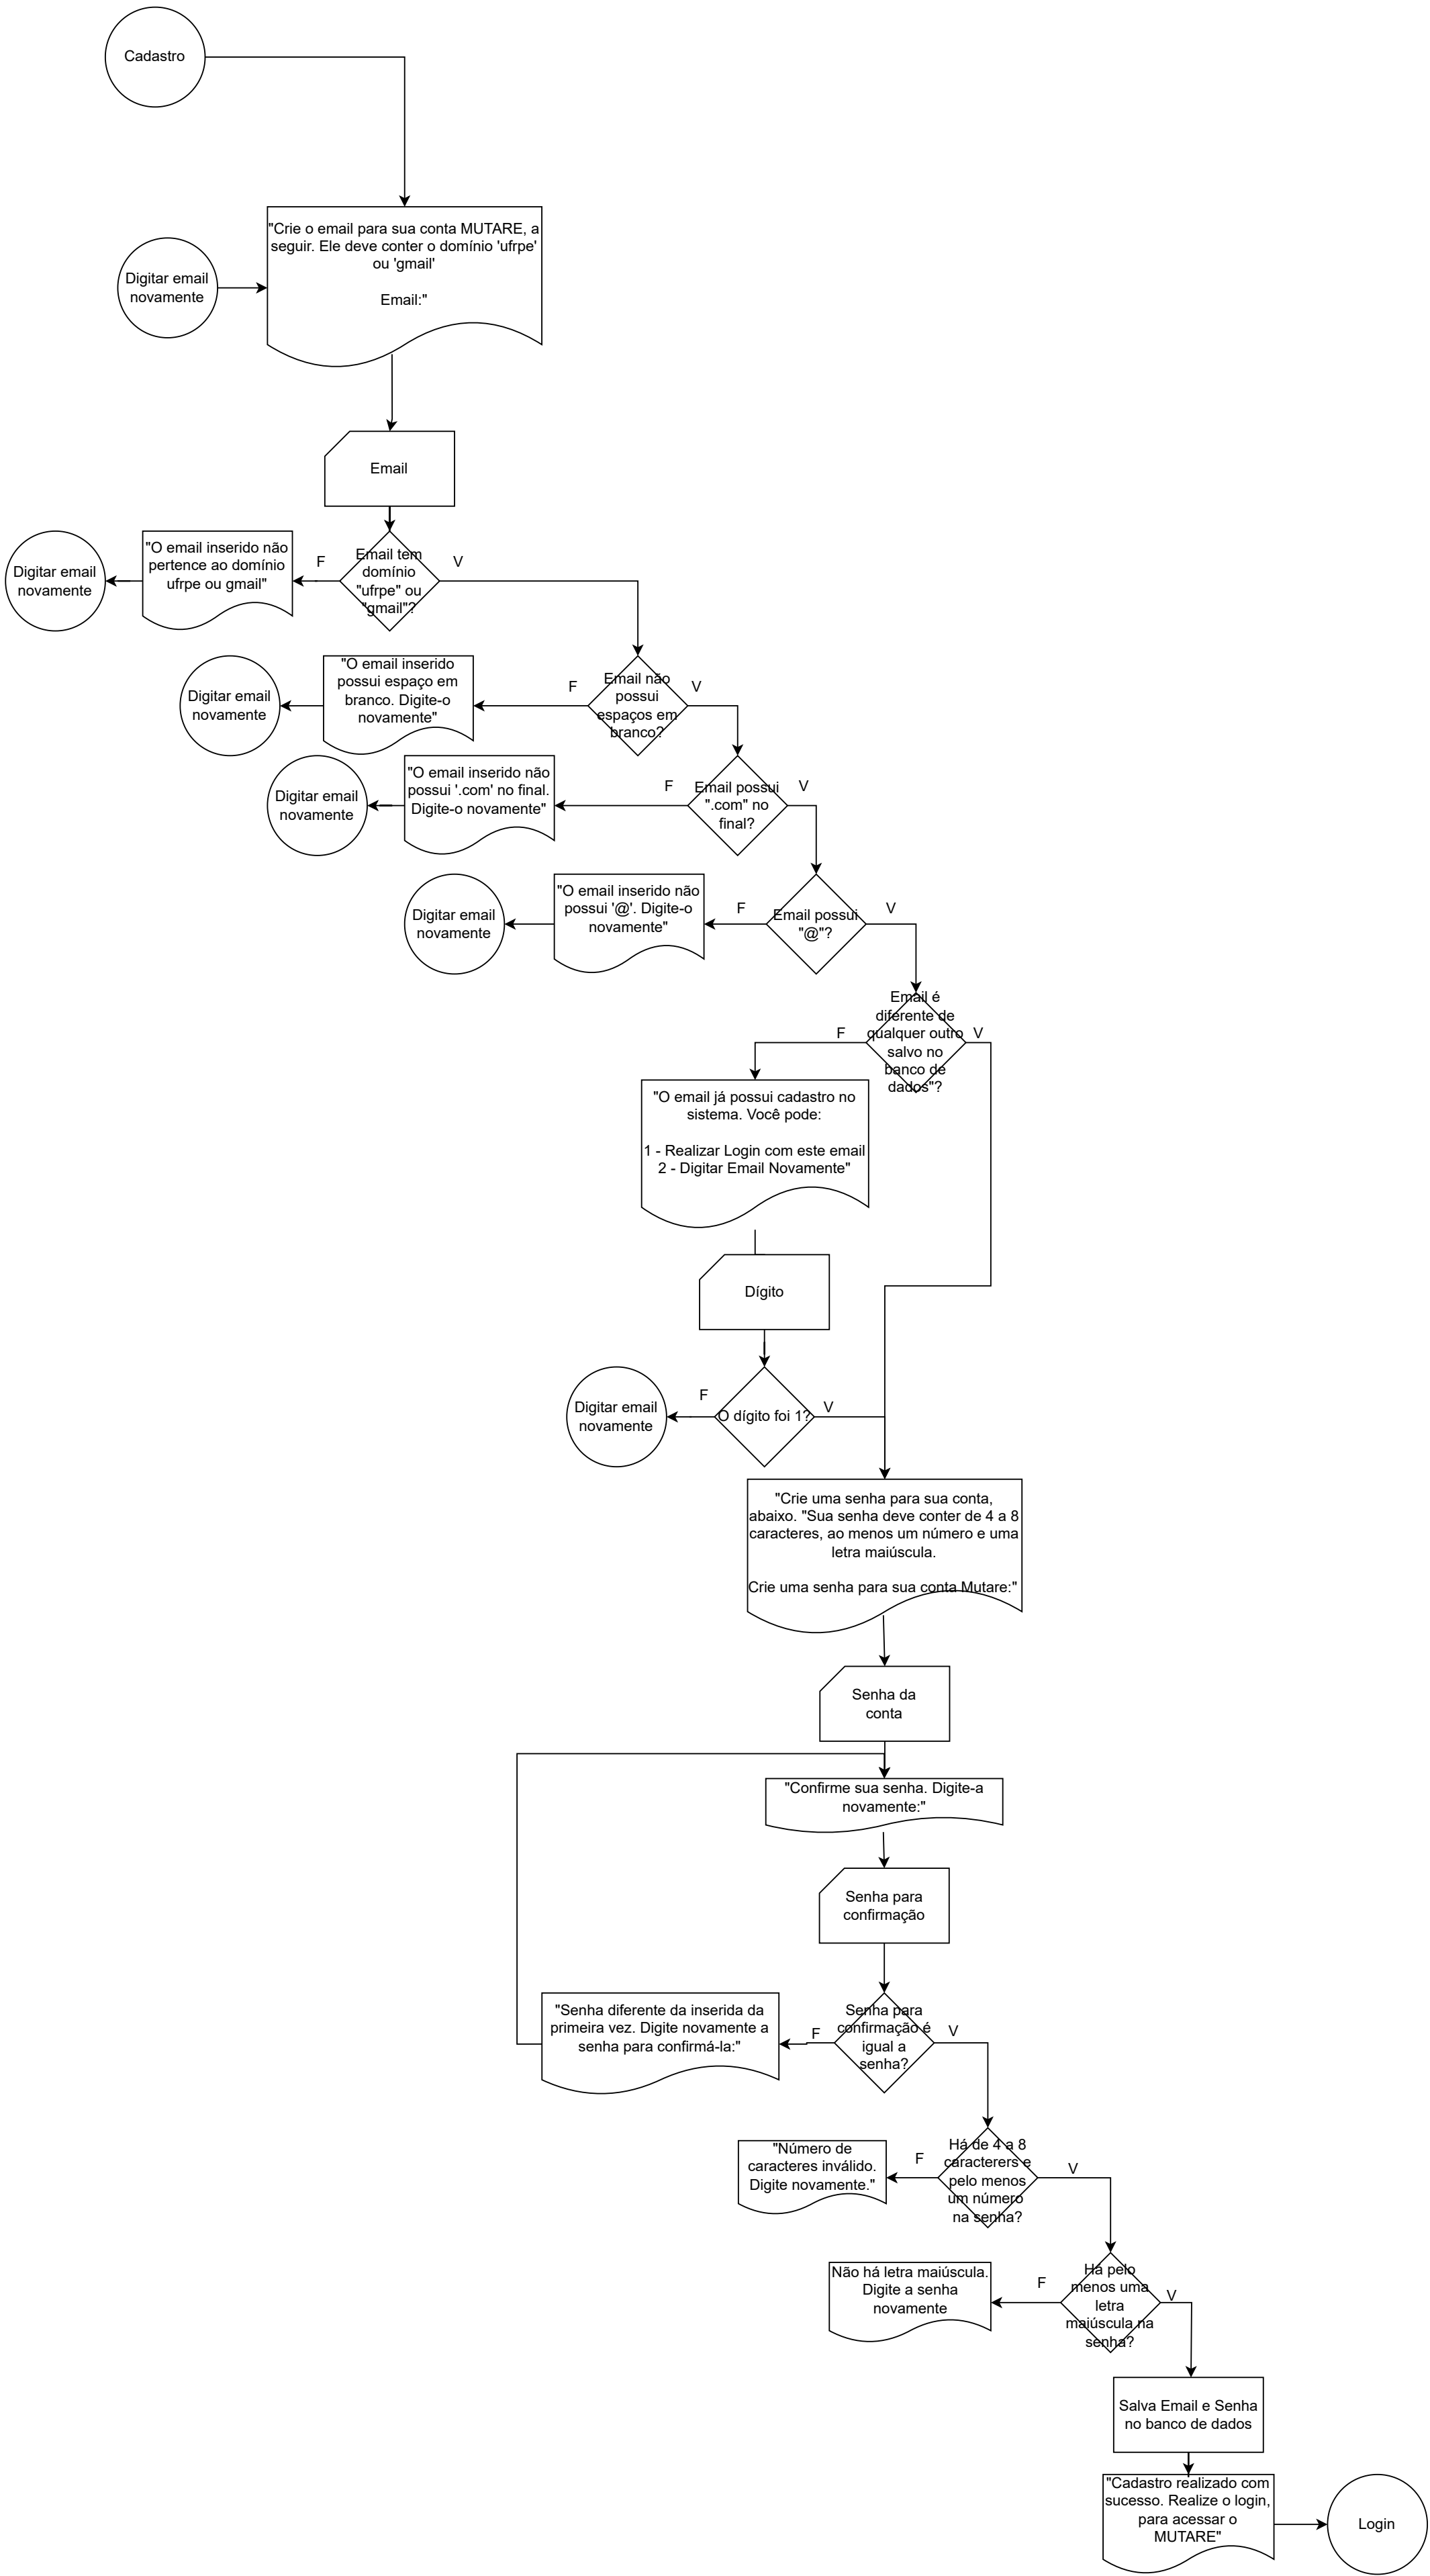 Cadastro
"Crie o email para sua conta MUTARE, a
seguir. Ele deve conter o domínio 'ufrpe'
ou 'gmail'
Email:"
Digitar email
novamente
Email
Email tem
domínio
"ufrpe" ou
"gmail"?
F
V
"O email inserido não
pertence ao domínio
ufrpe ou gmail"
Digitar email
novamente
Email não
possui
espaços em
branco?
F
V
"O email inserido
possui espaço em
branco. Digite-o
novamente"
Digitar email
novamente
Email possui
".com" no
final?
F
V
"O email inserido não
possui '.com' no final.
Digite-o novamente"
Digitar email
novamente
Email possui
"@"?
F
V
"O email inserido não
possui '@'. Digite-o
novamente"
Digitar email
novamente
Email é
diferente de
qualquer outro
salvo no
banco de
dados"?
F
V
"O email já possui cadastro no
sistema. Você pode:
1 - Realizar Login com este email
2 - Digitar Email Novamente"
Dígito
O dígito foi 1?
F
V
Digitar email
novamente
"Crie uma senha para sua conta,
abaixo. "Sua senha deve conter de 4 a 8
caracteres, ao menos um número e uma
letra maiúscula.
Crie uma senha para sua conta Mutare:"
Senha da
conta
"Confirme sua senha. Digite-a
novamente:"
Senha para
confirmação
Senha para
confirmação é
igual a
senha?
F
V
"Senha diferente da inserida da
primeira vez. Digite novamente a
senha para confirmá-la:"
Há de 4 a 8
caracterers e
pelo menos
um número
na senha?
F
V
"Número de
caracteres inválido.
Digite novamente."
Há pelo
menos uma
letra
maiúscula na
senha?
F
V
Não há letra maiúscula.
Digite a senha
novamente
Salva Email e Senha
no banco de dados
"Cadastro realizado com
sucesso. Realize o login,
para acessar o
MUTARE"
Login